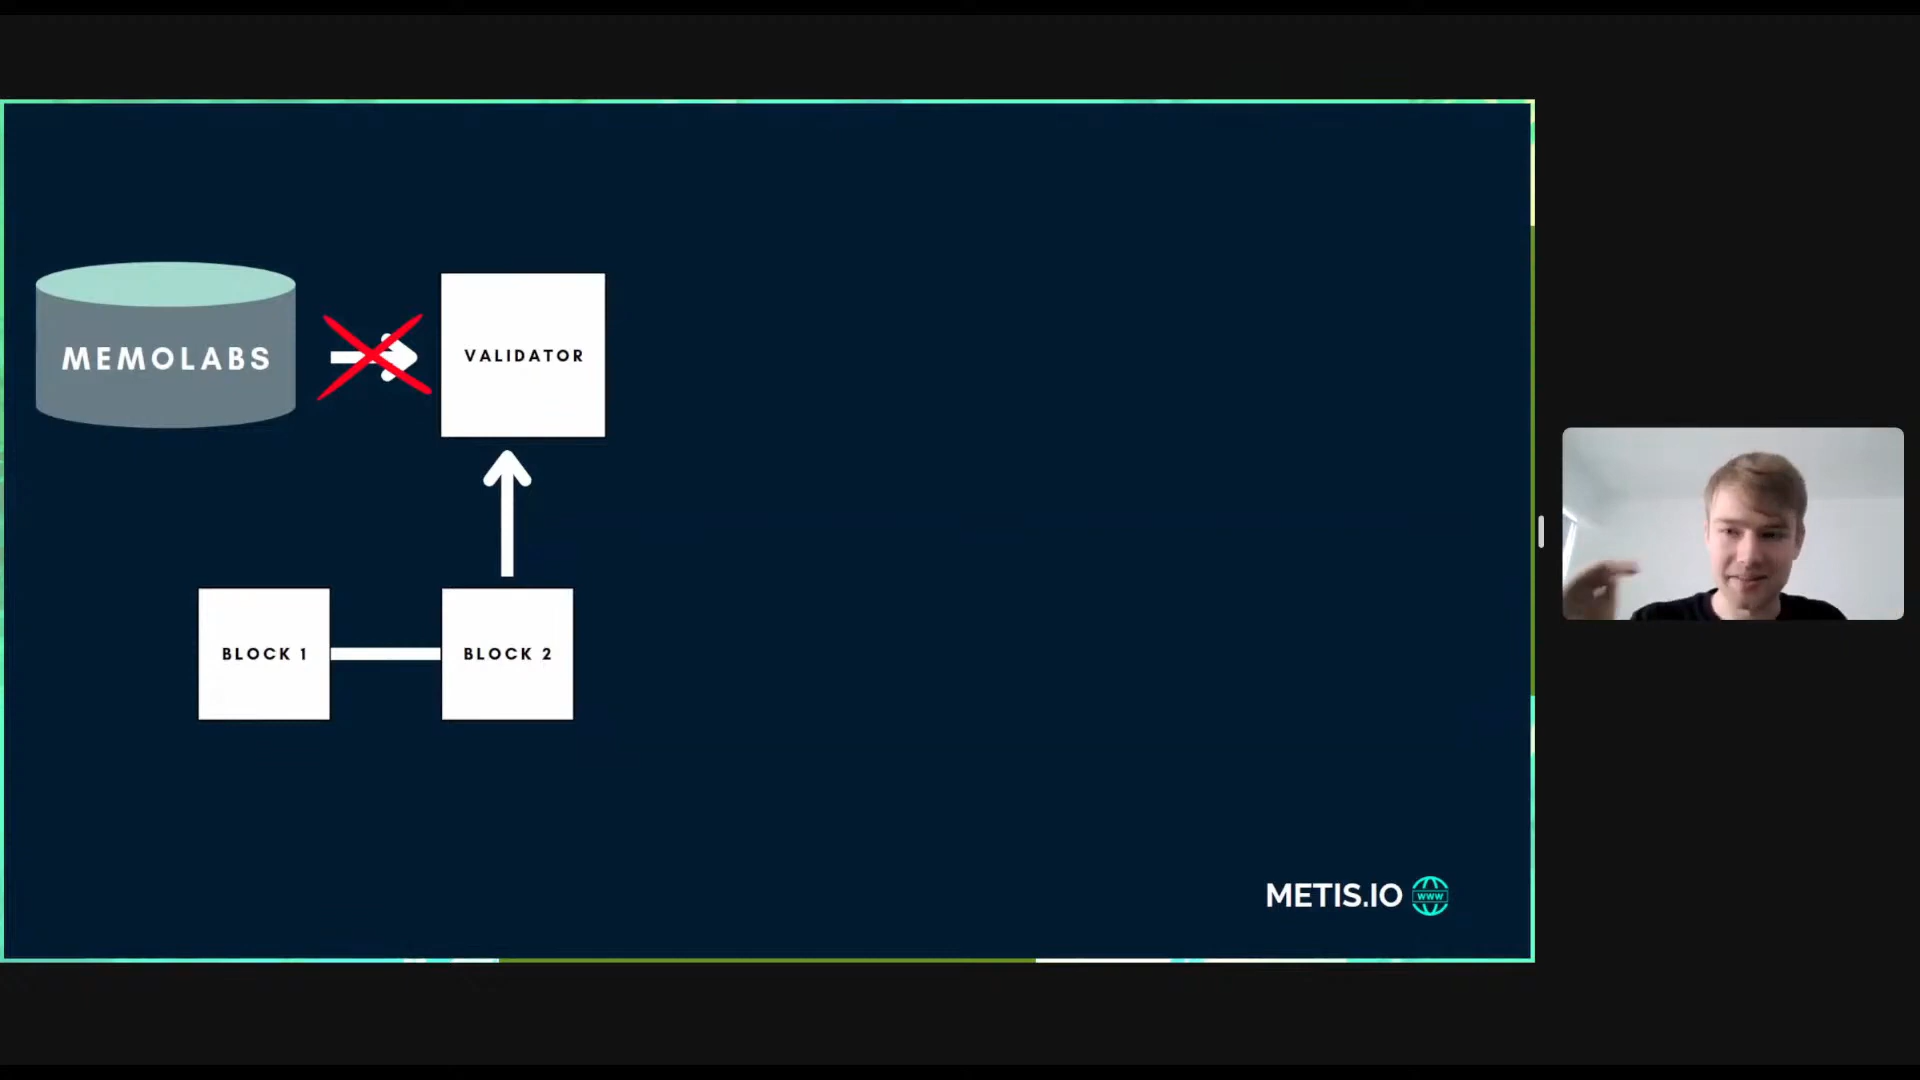 MEMOLABS
VALIDATOR
BLOCK 1
BLOCK 2
METIS.IO
WWW